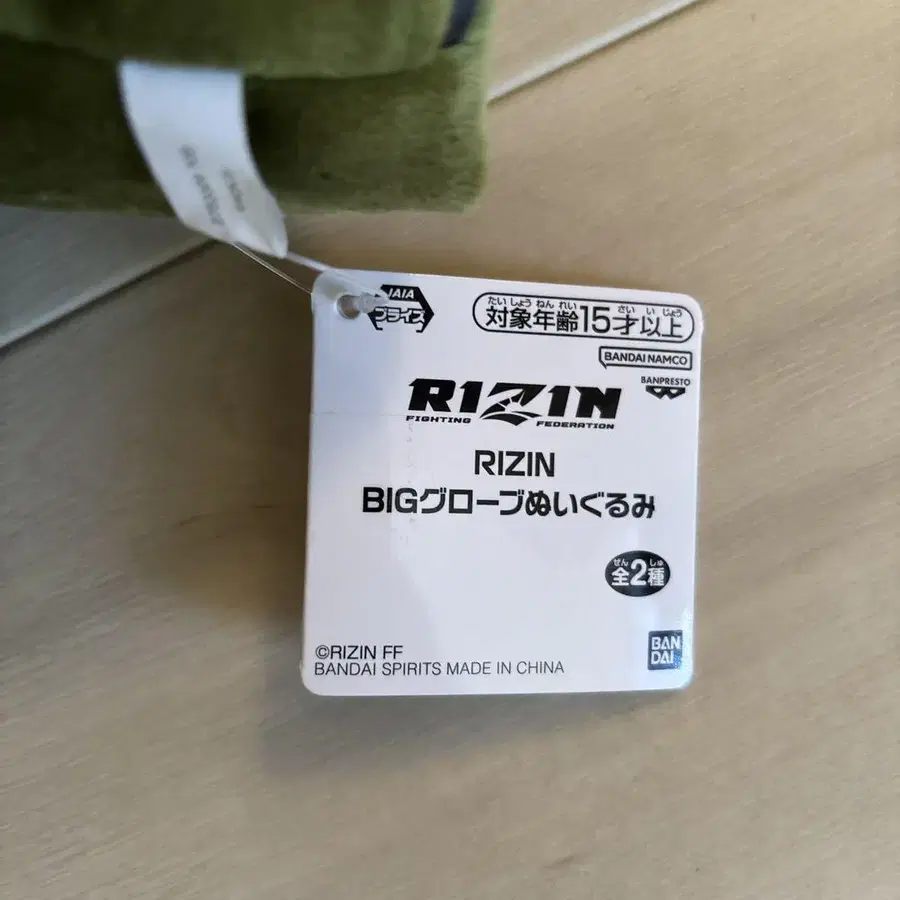 JAIA
プライズ
たいしょうねんれい さいいじょう
対象年齢15才以上
BANDAI NAMCO
BANPRESTO
RIZIN
FIGHTING FEDERATION
RIZIN
BIGグローブぬいぐるみ
ぜん しゅ
全2種
©RIZIN FF
BANDAI SPIRITS MADE IN CHINA
BAN
DAI